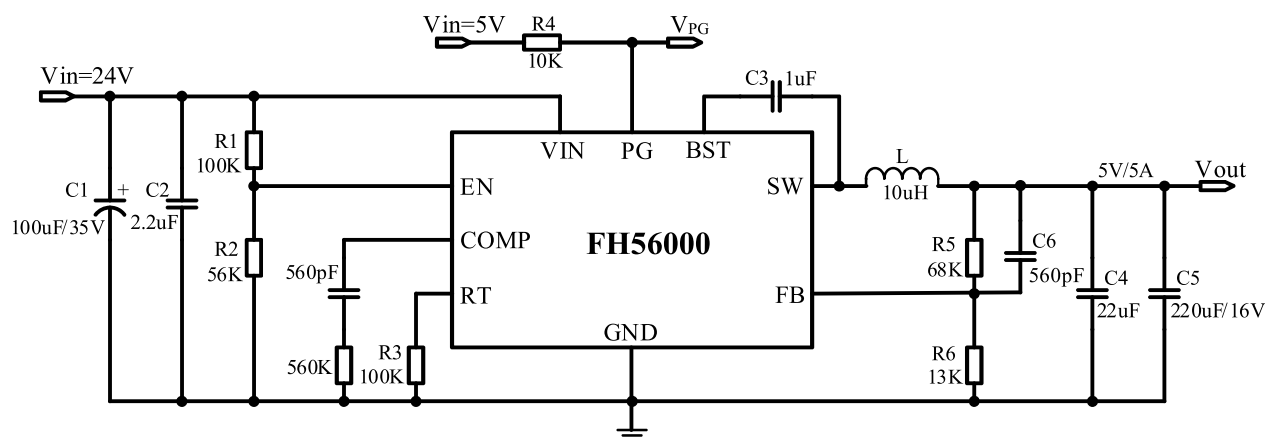 Vin=5V
R4
10K
VPG
Vin=24V
C3
1uF
R1
100K
VIN
PG
BST
L
10uH
5V/5A
Vout
C1
+
100uF/35V
C2
2.2uF
EN
SW
R2
56K
COMP
FH56000
R5
68K
C6
560pF
560pF
RT
FB
C4
22uF
C5
220uF/16V
GND
560K
R3
100K
R6
13K